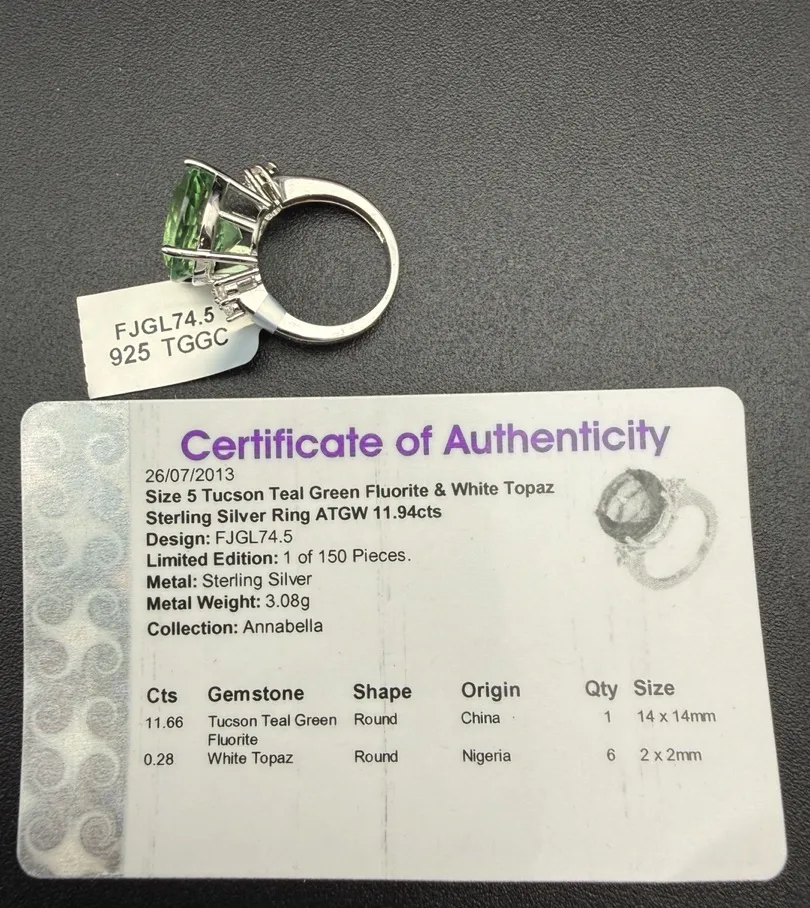 FJGL74.5
925 TGGC
Certificate of Authenticity
26/07/2013
Size 5 Tucson Teal Green Fluorite & White Topaz
Sterling Silver Ring ATGW 11.94cts
Design: FJGL74.5
Limited Edition: 1 of 150 Pieces.
Metal: Sterling Silver
Metal Weight: 3.08g
Collection: Annabella
Cts Gemstone Shape Origin Qty Size
11.66 Tucson Teal Green Round China 1 14 x 14mm
Fluorite
0.28 White Topaz Round Nigeria 6 2 x 2mm